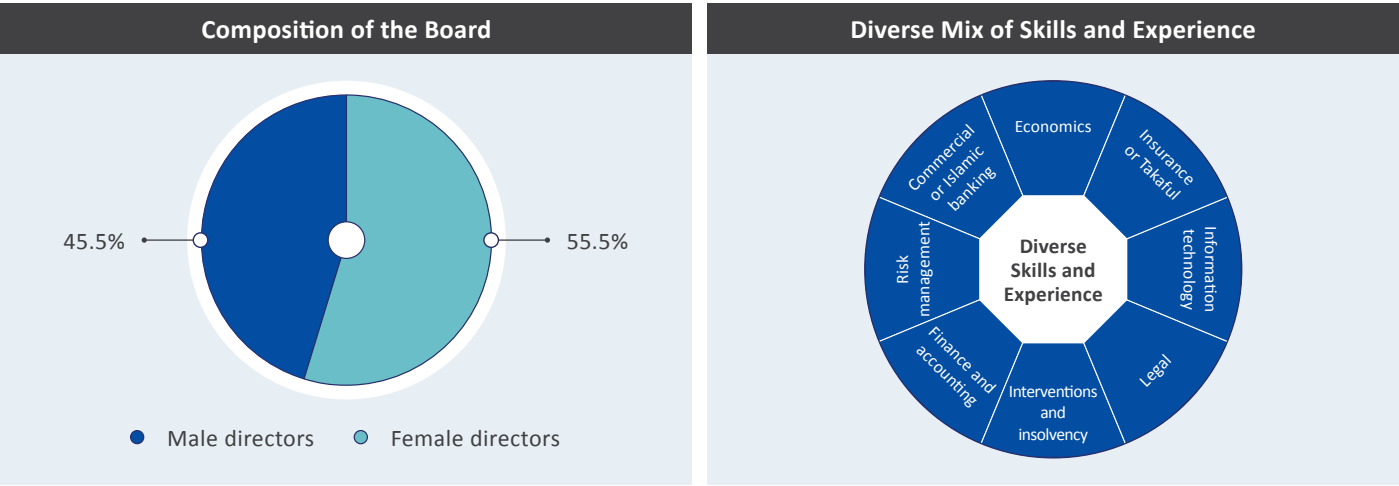 Composition of the Board
45.5%
55.5%
Male directors
Female directors
Diverse Mix of Skills and Experience
Economics
Insurance
or Takaful
Information
technology
Legal
Interventions
and
insolvency
Finance and
accounting
Risk
management
Commercial
or Islamic
banking
Diverse
Skills and
Experience